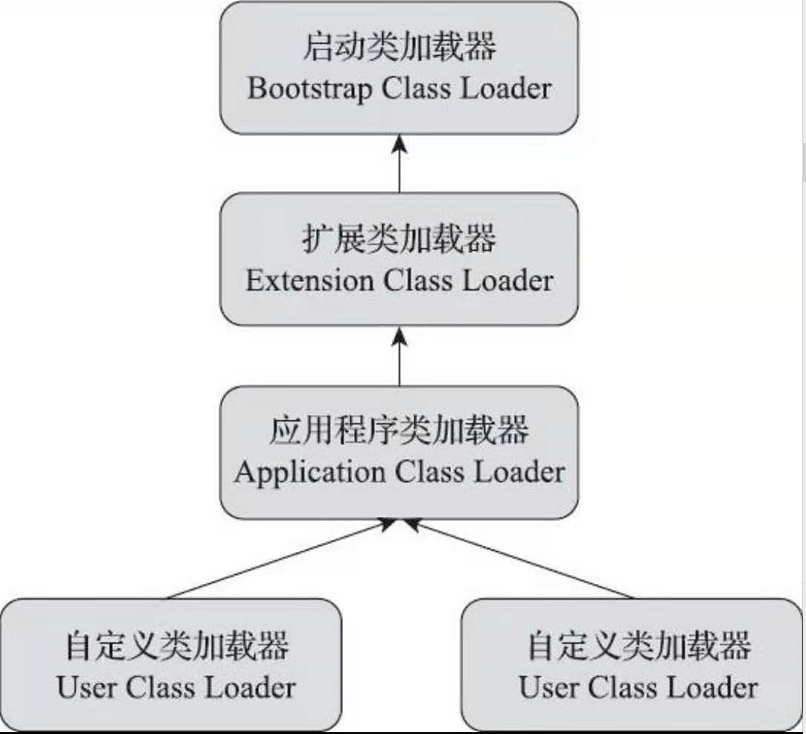 启动类加载器
Bootstrap Class Loader
扩展类加载器
Extension Class Loader
应用程序类加载器
Application Class Loader
自定义类加载器
User Class Loader
自定义类加载器
User Class Loader